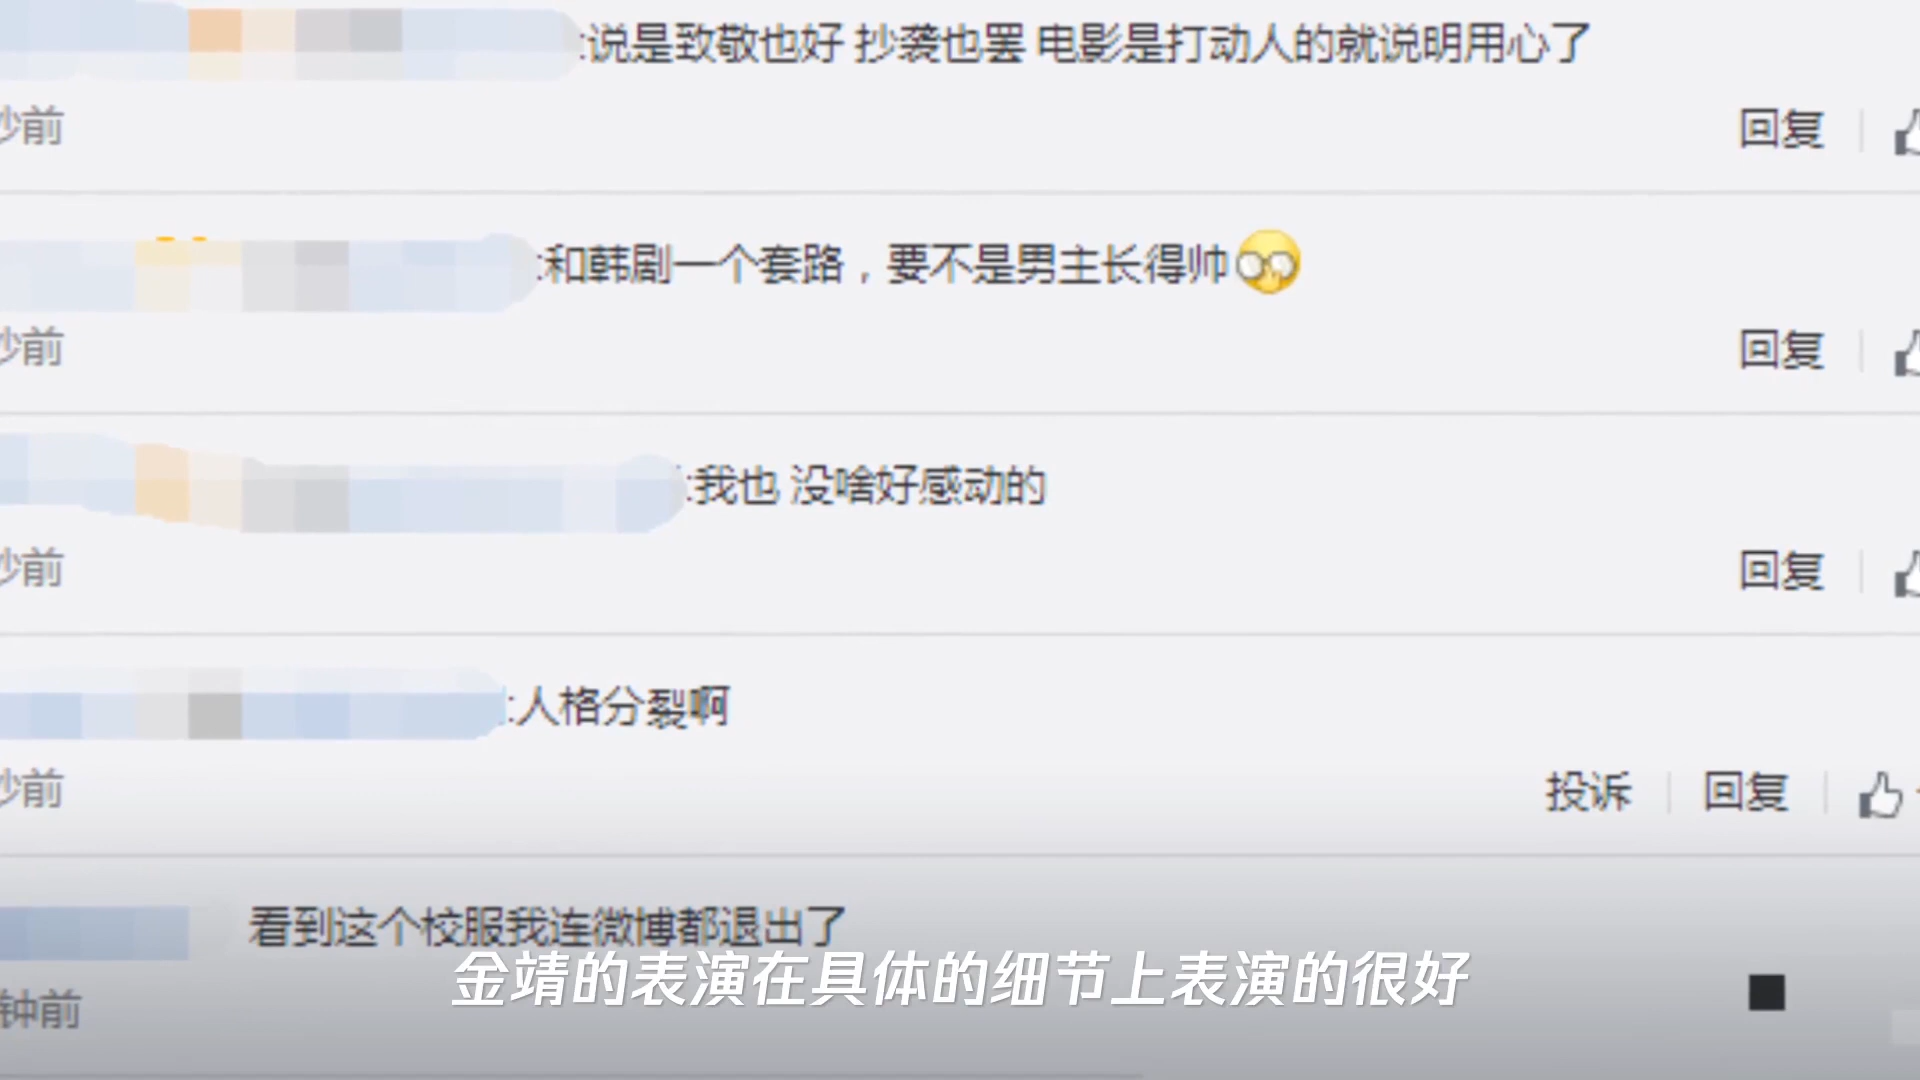 :说是致敬也好 抄袭也罢 电影是打动人的就说明用心了
秒前
回复
:和韩剧一个套路，要不是男主长得帅
秒前
回复
:我也 没啥好感动的
秒前
回复
:人格分裂啊
秒前
投诉 回复
看到这个校服我连微博都退出了
金靖的表演在具体的细节上表演的很好
钟前